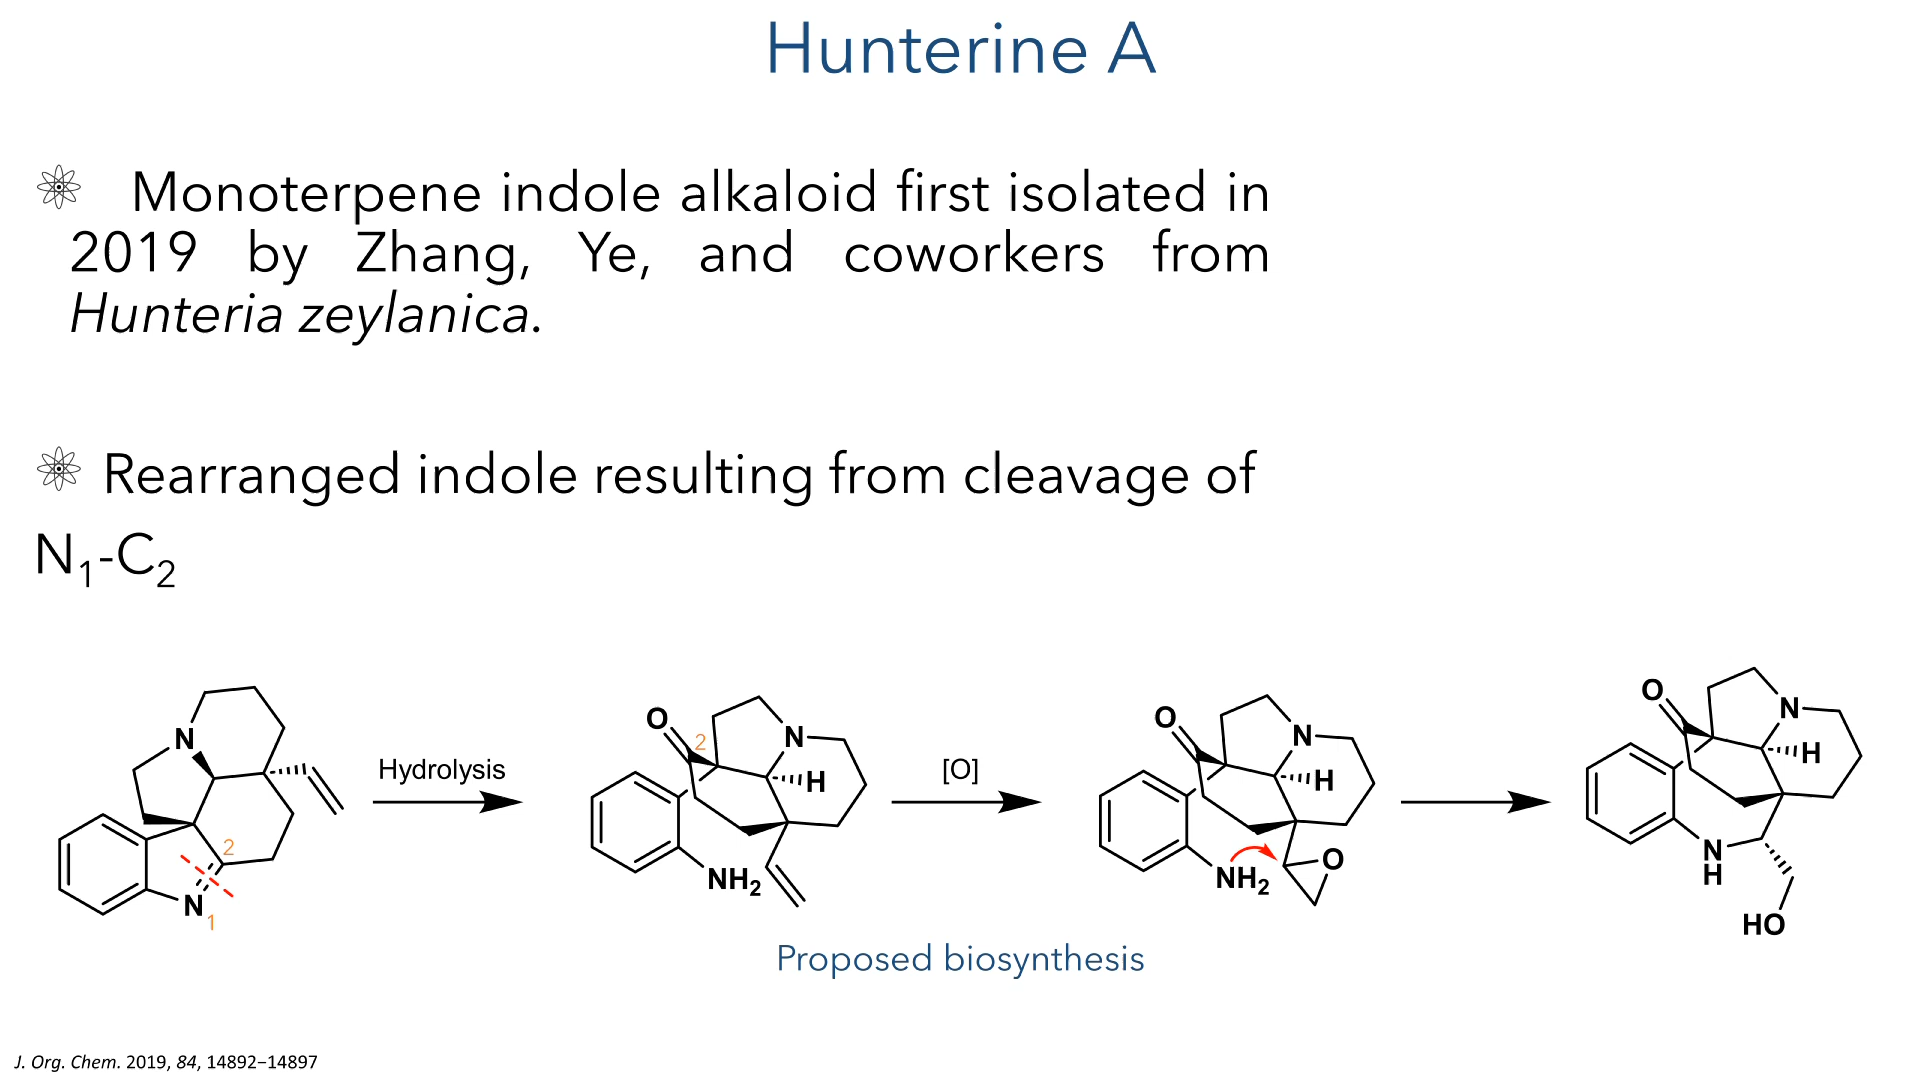 Hunterine A
Monoterpene indole alkaloid first isolated in
2019 by Zhang, Ye, and coworkers from
Hunteria zeylanica.
Rearranged indole resulting from cleavage of
N₁-C₂
N
2
N
1
Hydrolysis
O
2
N
H
NH₂
[O]
O
N
H
O
NH₂
O
N
H
N
H
HO
Proposed biosynthesis
J. Org. Chem. 2019, 84, 14892−14897